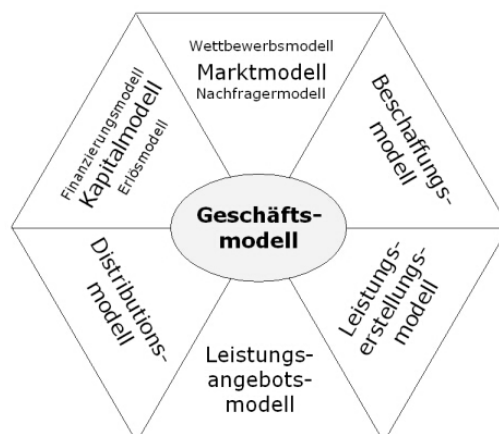 Wettbewerbsmodell
Marktmodell
Nachfragermodell
Finanzierungsmodell
Kapitalmodell
Erlösmodell
Beschaffungs-
modell
Geschäfts-
modell
Distributions-
modell
Leistungs-
erstellungs-
modell
Leistungs-
angebots-
modell